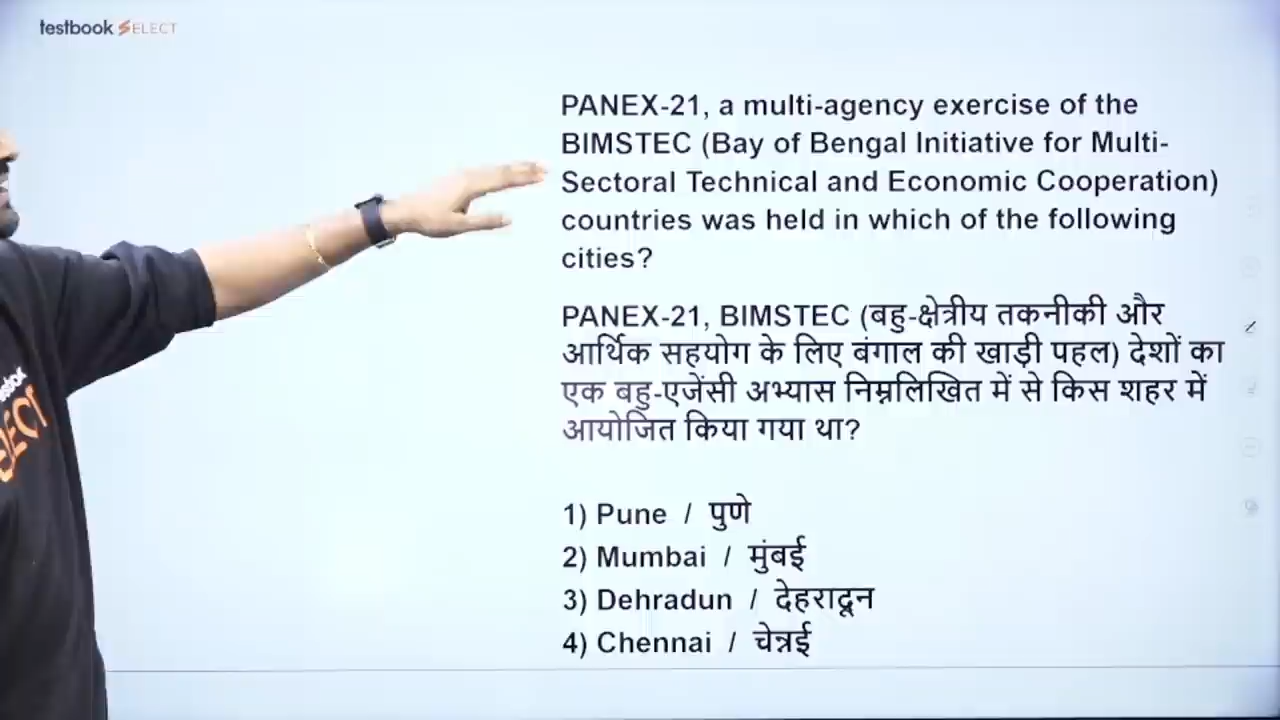 testbook SELECT
PANEX-21, a multi-agency exercise of the
BIMSTEC (Bay of Bengal Initiative for Multi-
Sectoral Technical and Economic Cooperation)
countries was held in which of the following
cities?
PANEX-21, BIMSTEC (बहु-क्षेत्रीय तकनीकी और
आर्थिक सहयोग के लिए बंगाल की खाड़ी पहल) देशों का
एक बहु-एजेंसी अभ्यास निम्नलिखित में से किस शहर में
आयोजित किया गया था?
1) Pune / पुणे
2) Mumbai / मुंबई
3) Dehradun / देहरादून
4) Chennai / चेन्नई